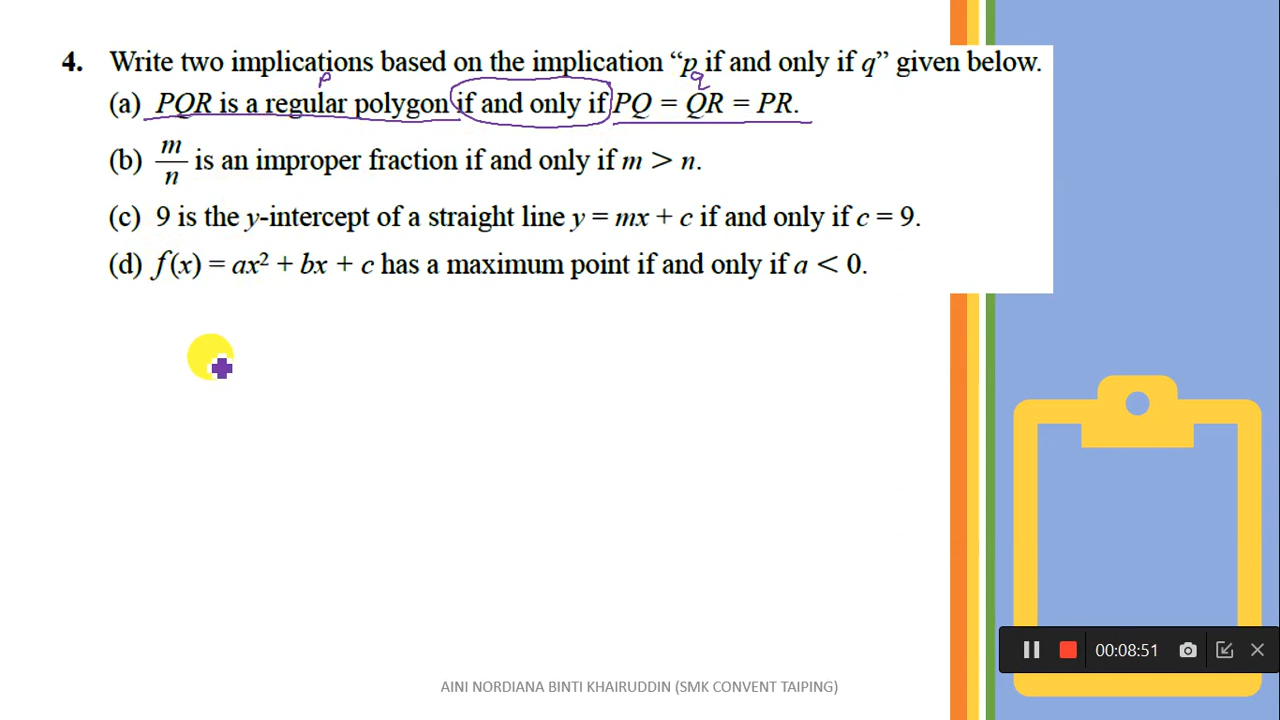 4. Write two implications based on the implication “p if and only if q” given below.
p q
(a) PQR is a regular polygon if and only if PQ = QR = PR.
(b) m/n is an improper fraction if and only if m > n.
(c) 9 is the y-intercept of a straight line y = mx + c if and only if c = 9.
(d) f(x) = ax² + bx + c has a maximum point if and only if a < 0.
00:08:51
AINI NORDIANA BINTI KHAIRUDDIN (SMK CONVENT TAIPING)